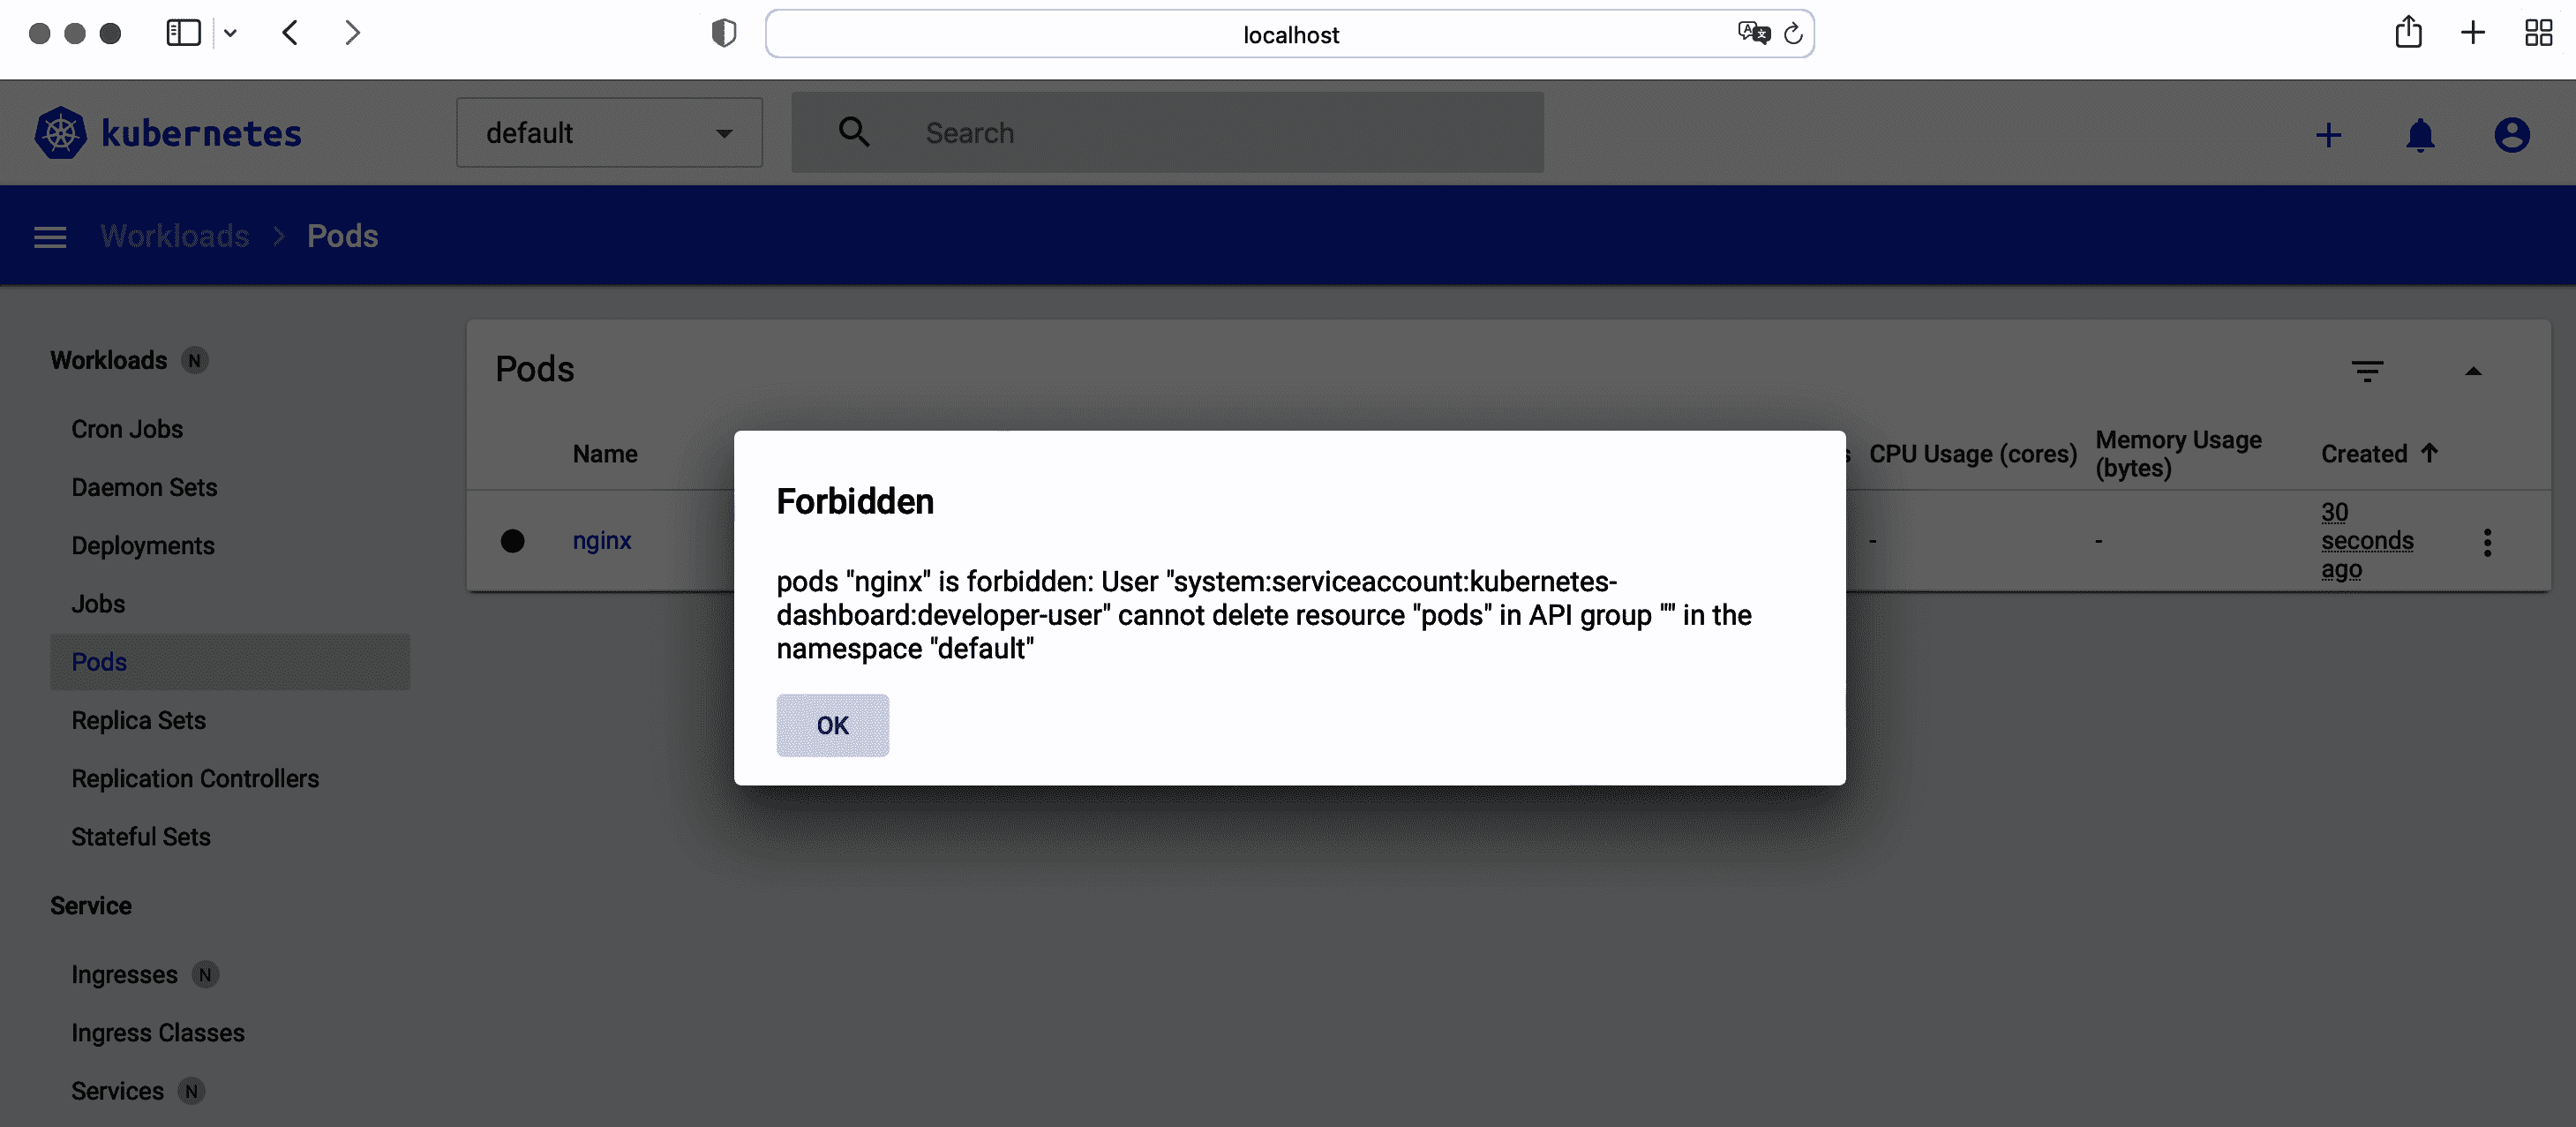 localhost
kubernetes
default
Search
Workloads > Pods
Workloads N
Cron Jobs
Daemon Sets
Deployments
Jobs
Pods
Replica Sets
Replication Controllers
Stateful Sets
Service
Ingresses N
Ingress Classes
Services N
Pods
Name
s
CPU Usage (cores)
Memory Usage
(bytes)
Created
nginx
-
-
30
seconds
ago
Forbidden
pods "nginx" is forbidden: User "system:serviceaccount:kubernetes-
dashboard:developer-user" cannot delete resource "pods" in API group "" in the
namespace "default"
OK